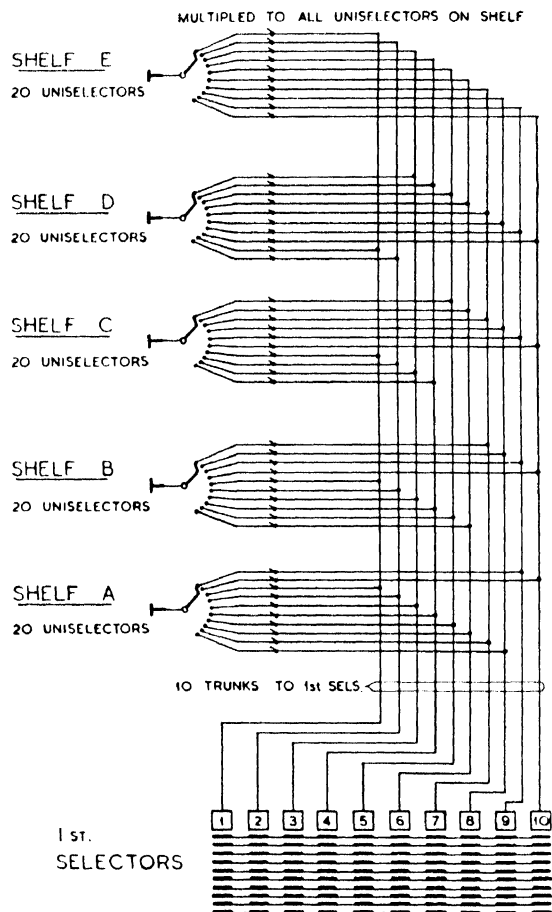 MULTIPLED TO ALL UNISELECTORS ON SHELF
SHELF E
20 UNISELECTORS
SHELF D
20 UNISELECTORS
SHELF C
20 UNISELECTORS
SHELF B
20 UNISELECTORS
SHELF A
20 UNISELECTORS
10 TRUNKS TO 1st SELS.
1 2 3 4 5 6 7 8 9 10
1 ST.
SELECTORS